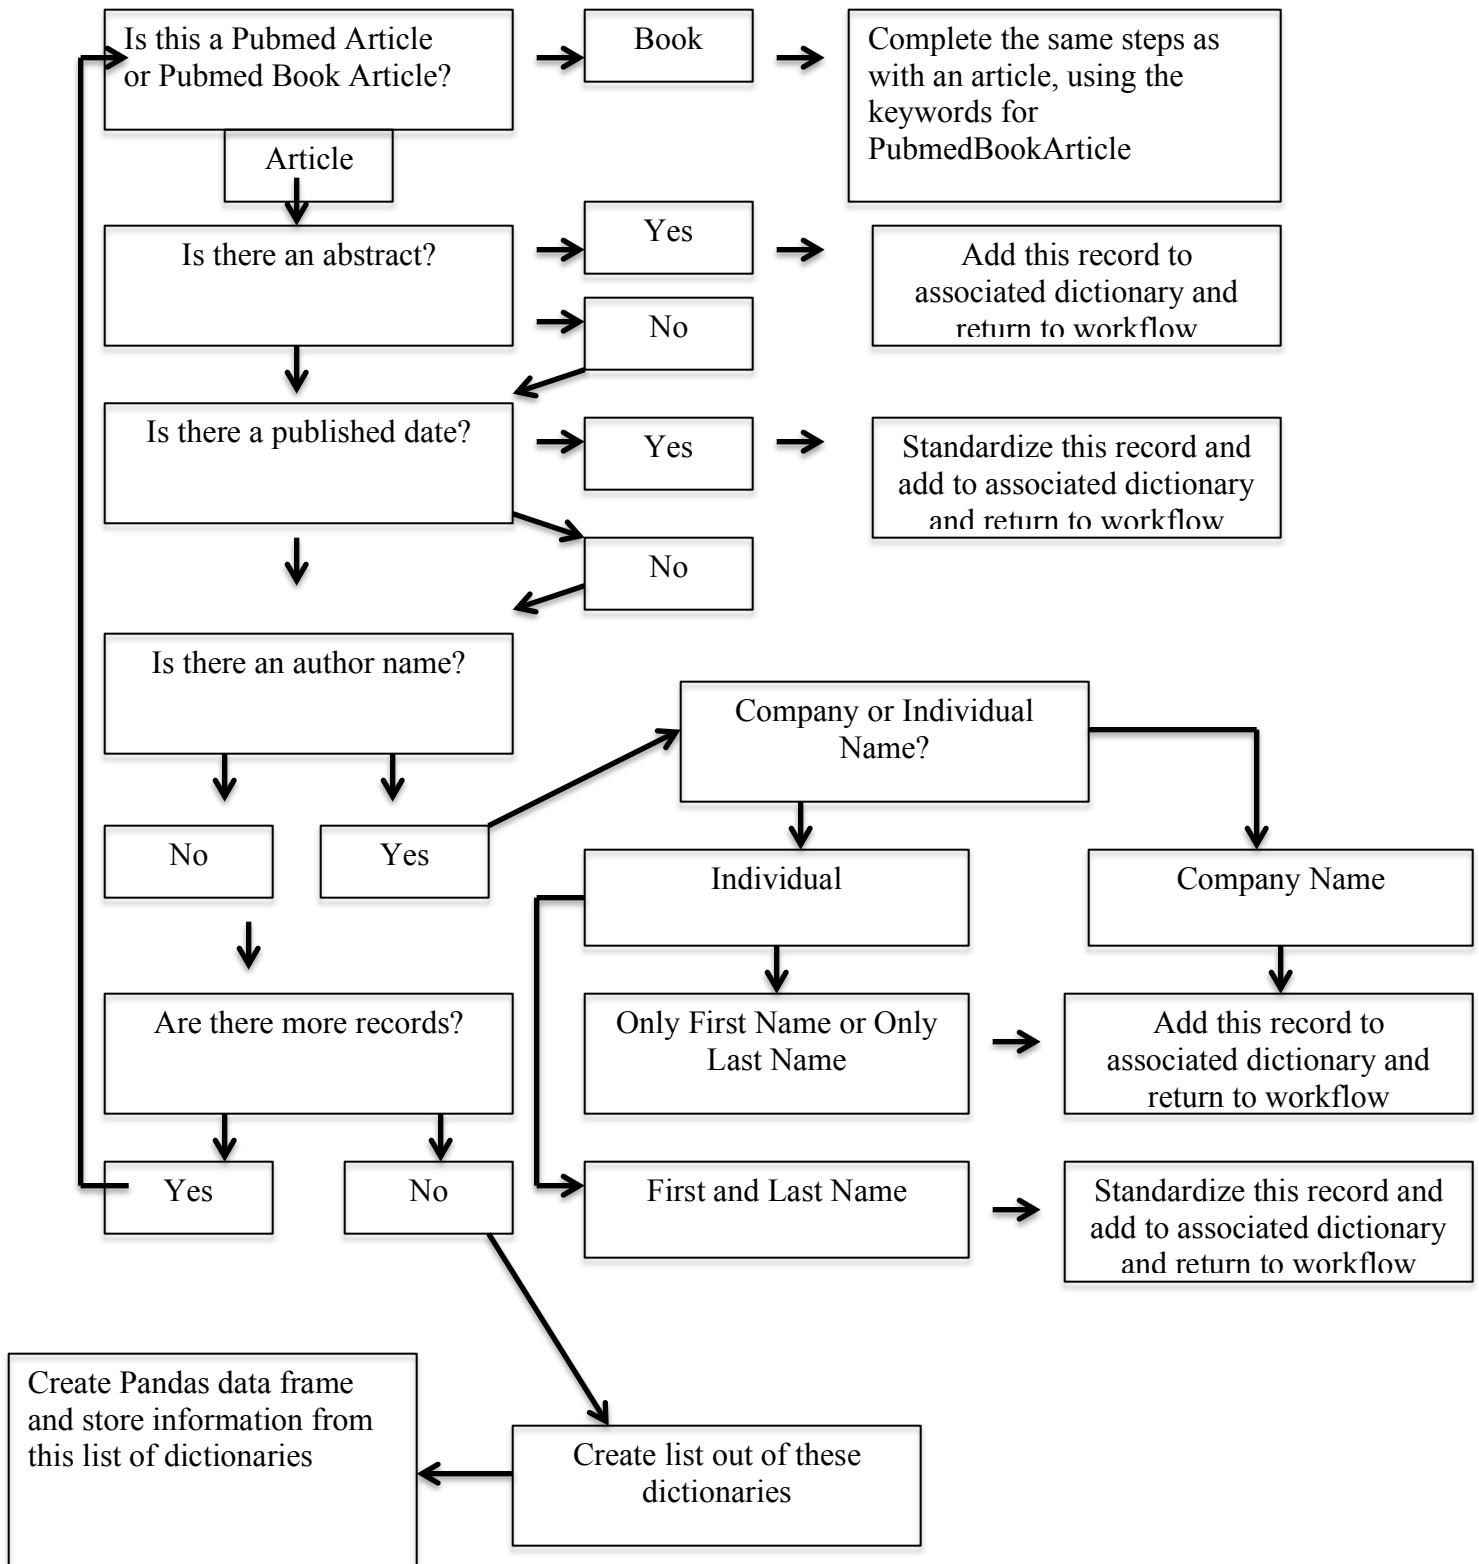 Is this a Pubmed Article
or Pubmed Book Article?
Book
Complete the same steps as
with an article, using the
keywords for
PubmedBookArticle
Article
Is there an abstract?
Yes
Add this record to
associated dictionary and
return to workflow
No
Is there a published date?
Yes
Standardize this record and
add to associated dictionary
and return to workflow
No
Is there an author name?
Company or Individual
Name?
No
Yes
Individual
Company Name
Are there more records?
Only First Name or Only
Last Name
Add this record to
associated dictionary and
return to workflow
Yes
No
First and Last Name
Standardize this record and
add to associated dictionary
and return to workflow
Create Pandas data frame
and store information from
this list of dictionaries
Create list out of these
dictionaries